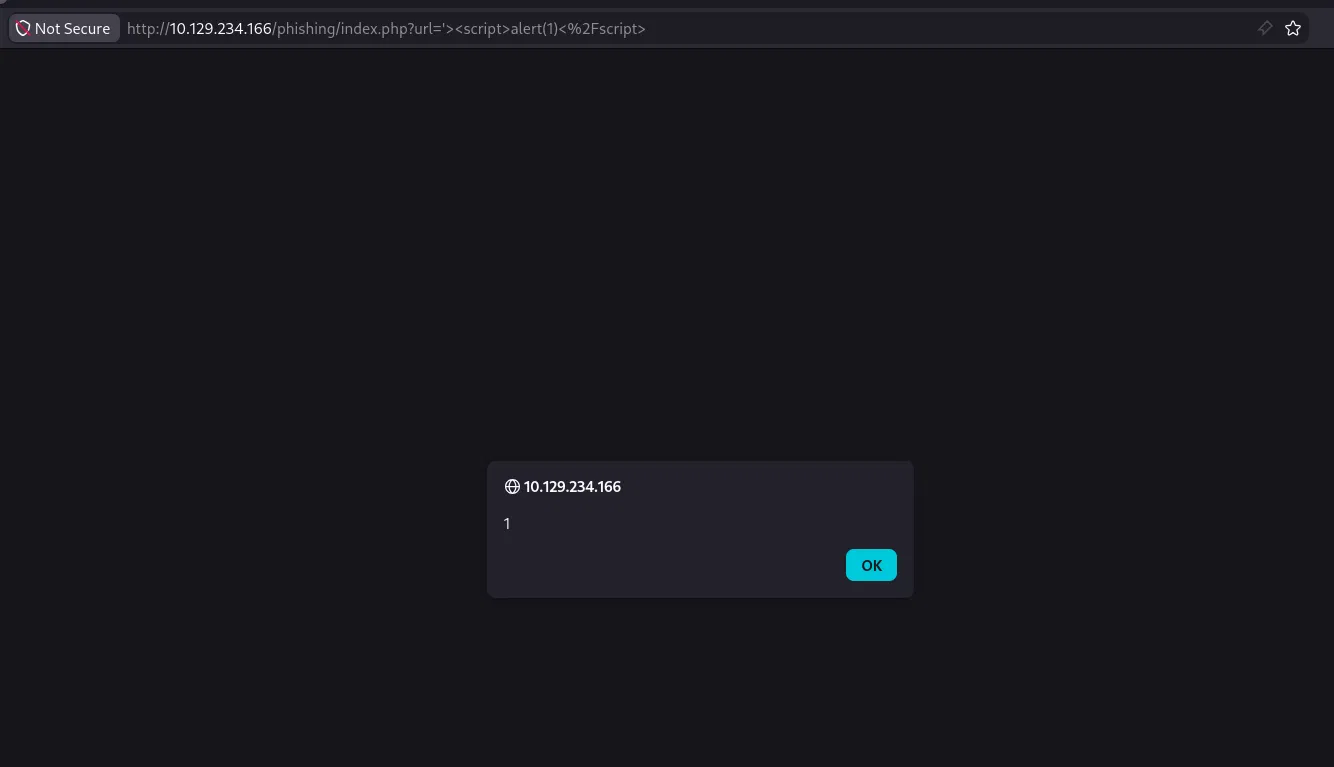 Not Secure http://10.129.234.166/phishing/index.php?url='><script>alert(1)<%2Fscript>
10.129.234.166
1
OK